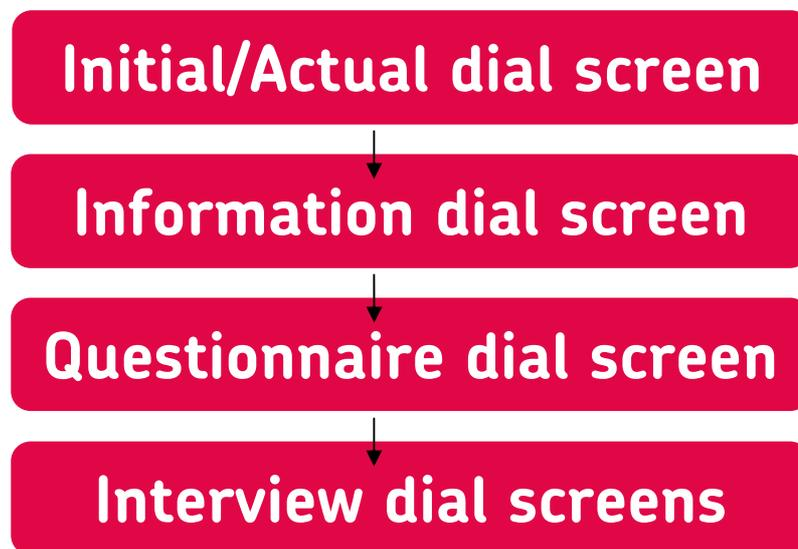 Initial/Actual dial screen
Information dial screen
Questionnaire dial screen
Interview dial screens